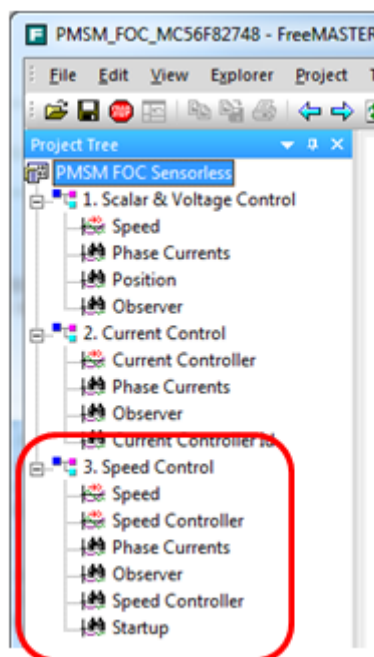 PMSM_FOC_MC56F82748 - FreeMASTER
File Edit View Explorer Project
Project Tree
PMSM FOC Sensorless
1. Scalar & Voltage Control
Speed
Phase Currents
Position
Observer
2. Current Control
Current Controller
Phase Currents
Observer
Current Controller Id
3. Speed Control
Speed
Speed Controller
Phase Currents
Observer
Speed Controller
Startup